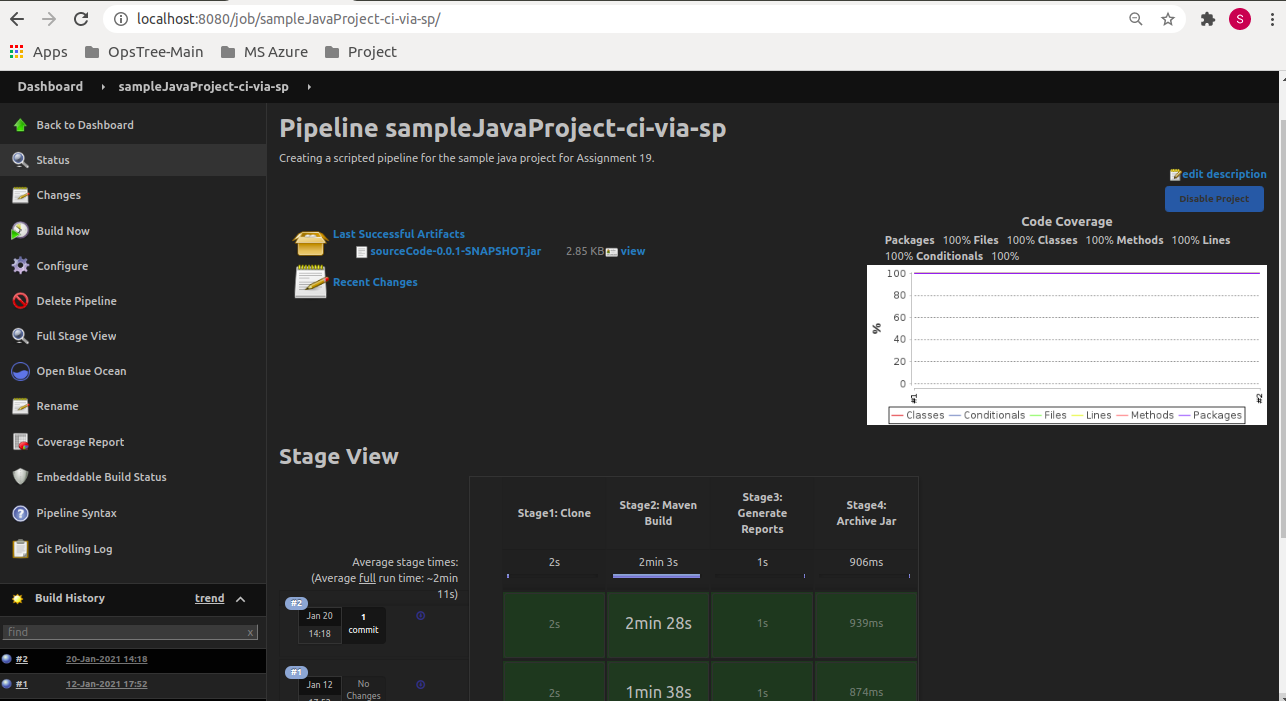 localhost:8080/job/sampleJavaProject-ci-via-sp/
S
Apps OpsTree-Main MS Azure Project
Dashboard sampleJavaProject-ci-via-sp
Back to Dashboard
Status
Changes
Build Now
Configure
Delete Pipeline
Full Stage View
Open Blue Ocean
Rename
Coverage Report
Embeddable Build Status
Pipeline Syntax
Git Polling Log
Build History trend
find x
#2 20-Jan-2021 14:18
#1 12-Jan-2021 17:52
Pipeline sampleJavaProject-ci-via-sp
Creating a scripted pipeline for the sample java project for Assignment 19.
edit description
Disable Project
Last Successful Artifacts
sourceCode-0.0.1-SNAPSHOT.jar 2.85 KB view
Recent Changes
Code Coverage
Packages 100% Files 100% Classes 100% Methods 100% Lines
100% Conditionals 100%
100
80
60
40
20
0
%
#1 #2
Classes Conditionals Files Lines Methods Packages
Stage View
Stage1: Clone
Stage2: Maven
Build
Stage3:
Generate
Reports
Stage4:
Archive Jar
Average stage times:
(Average full run time: ~2min
11s)
2s 2min 3s 1s 906ms
#2
Jan 20
14:18
1
commit
2s 2min 28s 1s 939ms
#1
Jan 12
17:52
No
Changes
2s 1min 38s 1s 874ms